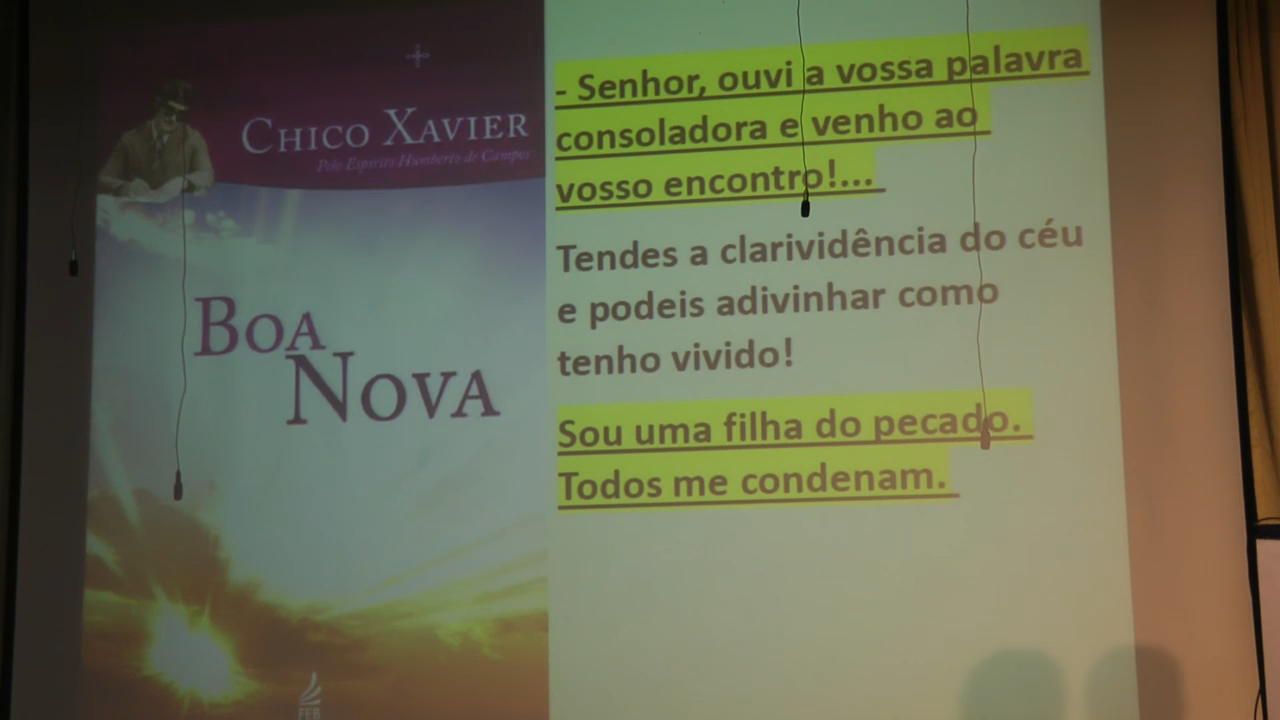 CHICO XAVIER
Pelo Espírito Humberto de Campos
BOA
NOVA
FEB
- Senhor, ouvi a vossa palavra
consoladora e venho ao
vosso encontro!...
Tendes a clarividência do céu
e podeis adivinhar como
tenho vivido!
Sou uma filha do pecado.
Todos me condenam.